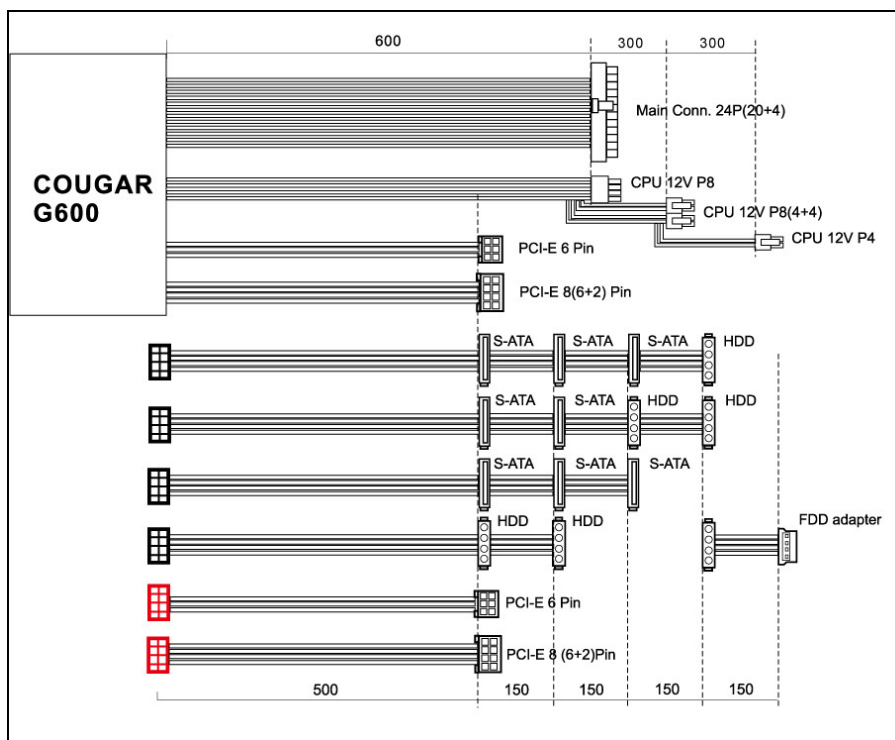 600 300 300
Main Conn. 24P(20+4)
COUGAR
G600
CPU 12V P8
CPU 12V P8(4+4)
CPU 12V P4
PCI-E 6 Pin
PCI-E 8(6+2) Pin
S-ATA S-ATA S-ATA HDD
S-ATA S-ATA HDD HDD
S-ATA S-ATA S-ATA
HDD HDD
FDD adapter
PCI-E 6 Pin
PCI-E 8 (6+2)Pin
500 150 150 150 150